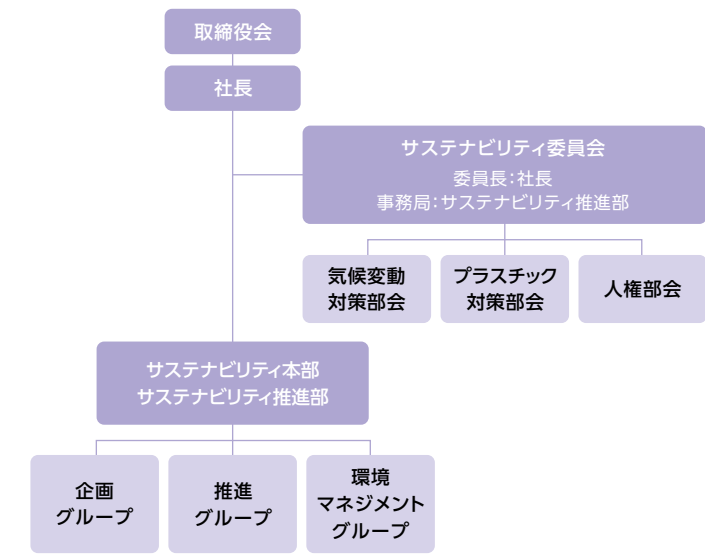 取締役会
社長
サステナビリティ委員会
委員長：社長
事務局：サステナビリティ推進部
気候変動
対策部会
プラスチック
対策部会
人権部会
サステナビリティ本部
サステナビリティ推進部
企画
グループ
推進
グループ
環境
マネジメント
グループ